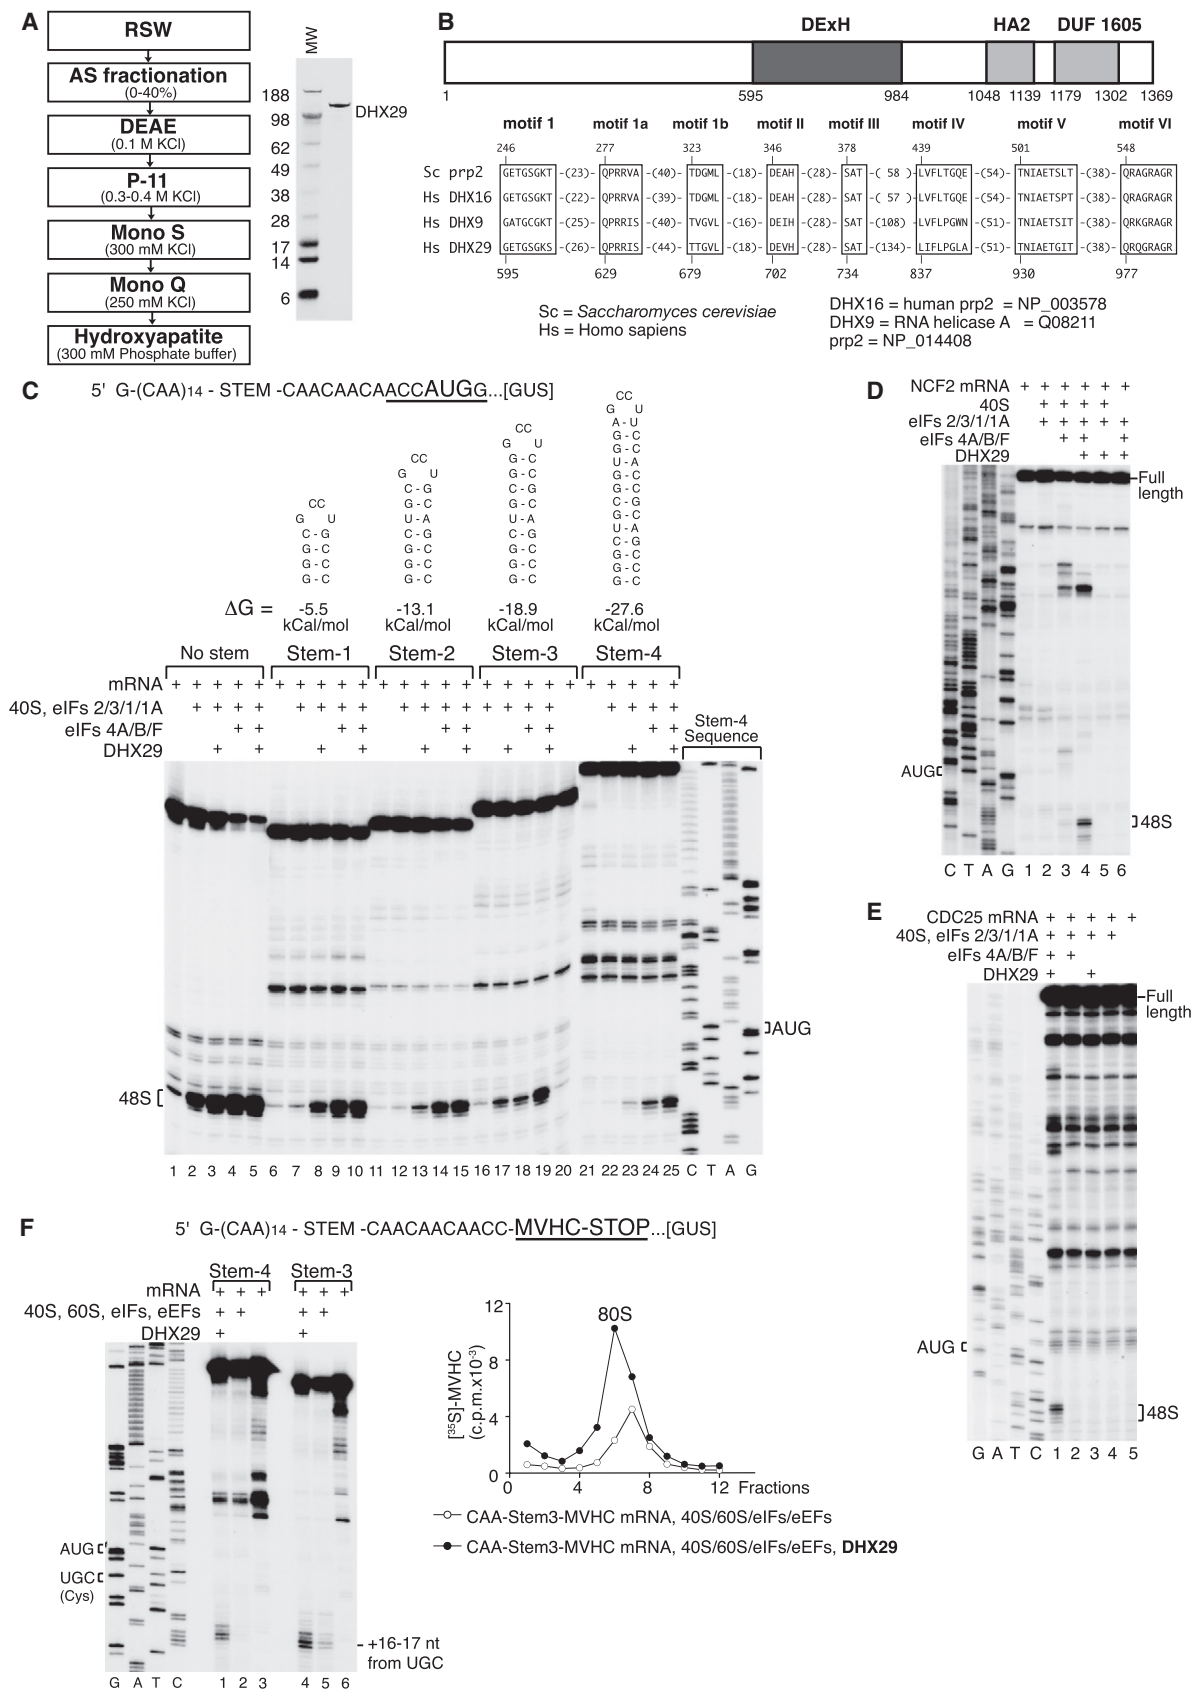 A
RSW
AS fractionation
(0-40%)
DEAE
(0.1 M KCl)
P-11
(0.3-0.4 M KCl)
Mono S
(300 mM KCl)
Mono Q
(250 mM KCl)
Hydroxyapatite
(300 mM Phosphate buffer)
MW
188
98
62
49
38
28
17
14
6
DHX29
B
DExH HA2 DUF 1605
1 595 984 1048 1139 1179 1302 1369
motif 1 motif 1a motif 1b motif II motif III motif IV motif V motif VI
246 277 323 346 378 439 501 548
Sc prp2 GETGSGKT -(23)- QPRRVA -(40)- TDGML -(18)- DEAH -(28)- SAT -( 58 )- LVFLTGQE -(54)- TNIAETSLT -(38)- QRAGRAGR
Hs DHX16 GETGSGKT -(22)- QPRRVA -(39)- TDGML -(18)- DEAH -(28)- SAT -( 57 )- LVFLTGQE -(54)- TNIAETSPT -(38)- QRAGRAGR
Hs DHX9 GATGCGKT -(25)- QPRRIS -(40)- TVGVL -(16)- DEIH -(28)- SAT -(108)- LVFLPGWN -(51)- TNIAETSIT -(38)- QRKGRAGR
Hs DHX29 GETGSGKS -(26)- QPRRIS -(44)- TTGVL -(18)- DEVH -(28)- SAT -(134)- LIFLPGLA -(51)- TNIAETGIT -(38)- QRQGRAGR
595 629 679 702 734 837 930 977
Sc = Saccharomyces cerevisiae
Hs = Homo sapiens
DHX16 = human prp2 = NP_003578
DHX9 = RNA helicase A = Q08211
prp2 = NP_014408
C
5' G-(CAA)14 - STEM -CAACAACAACCAUGG...[GUS]
CC
G U
C - G
C - G
G - C
G - C
CC
G U
G - C
C - G
U - A
C - G
G - C
G - C
CC
G U
G - C
G - C
C - G
G - C
U - A
C - G
C - G
G - C
G - C
CC
G U
A - U
G - C
G - C
U - A
G - C
G - C
C - G
G - C
U - A
C - G
G - C
G - C
ΔG = -5.5 -13.1 -18.9 -27.6
kCal/mol kCal/mol kCal/mol kCal/mol
No stem Stem-1 Stem-2 Stem-3 Stem-4
mRNA + + + + + + + + + + + + + + + + + + + + + + + + +
40S, eIFs 2/3/1/1A + + + + + + + + + + + + + + + + + + + +
eIFs 4A/B/F + + + + + + + + + +
DHX29 + + + + + + + + + +
Stem-4
Sequence
AUG
48S
1 2 3 4 5 6 7 8 9 10 11 12 13 14 15 16 17 18 19 20 21 22 23 24 25 C T A G
D
NCF2 mRNA + + + + + +
40S + + + +
eIFs 2/3/1/1A + + + + +
eIFs 4A/B/F + + +
DHX29 + + +
Full
length
AUG
48S
C T A G 1 2 3 4 5 6
E
CDC25 mRNA + + + + +
40S, eIFs 2/3/1/1A + + + +
eIFs 4A/B/F + +
DHX29 + +
Full
length
AUG
48S
G A T C 1 2 3 4 5
F
5' G-(CAA)14 - STEM -CAACAACAACC-MVHC-STOP...[GUS]
Stem-4 Stem-3
mRNA + + + + + +
40S, 60S, eIFs, eEFs + + + +
DHX29 + +
AUG
UGC
(Cys)
+16-17 nt
from UGC
G A T C 1 2 3 4 5 6
[35S]-MVHC
(c.p.m.x10-3)
12
8
4
0
80S
0 4 8 12
Fractions
CAA-Stem3-MVHC mRNA, 40S/60S/eIFs/eEFs
CAA-Stem3-MVHC mRNA, 40S/60S/eIFs/eEFs, DHX29